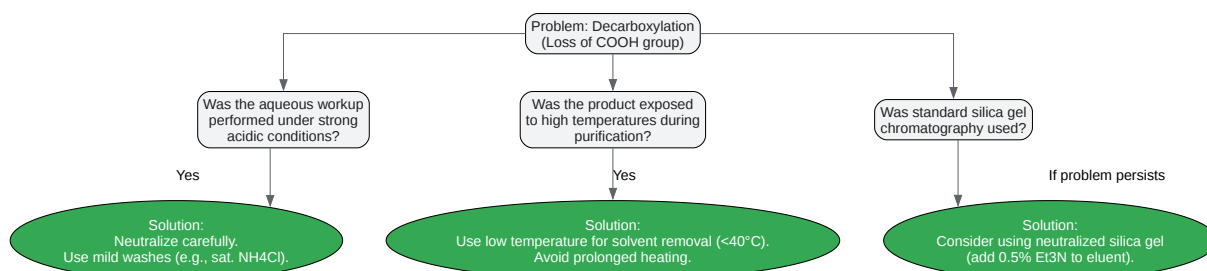 Problem: Decarboxylation
(Loss of COOH group)
Was the aqueous workup
performed under strong
acidic conditions?
Was the product exposed
to high temperatures during
purification?
Was standard silica gel
chromatography used?
Yes
Yes
If problem persists
Solution:
Neutralize carefully.
Use mild washes (e.g., sat. NH4Cl).
Solution:
Use low temperature for solvent removal (<40°C).
Avoid prolonged heating.
Solution:
Consider using neutralized silica gel
(add 0.5% Et3N to eluent).